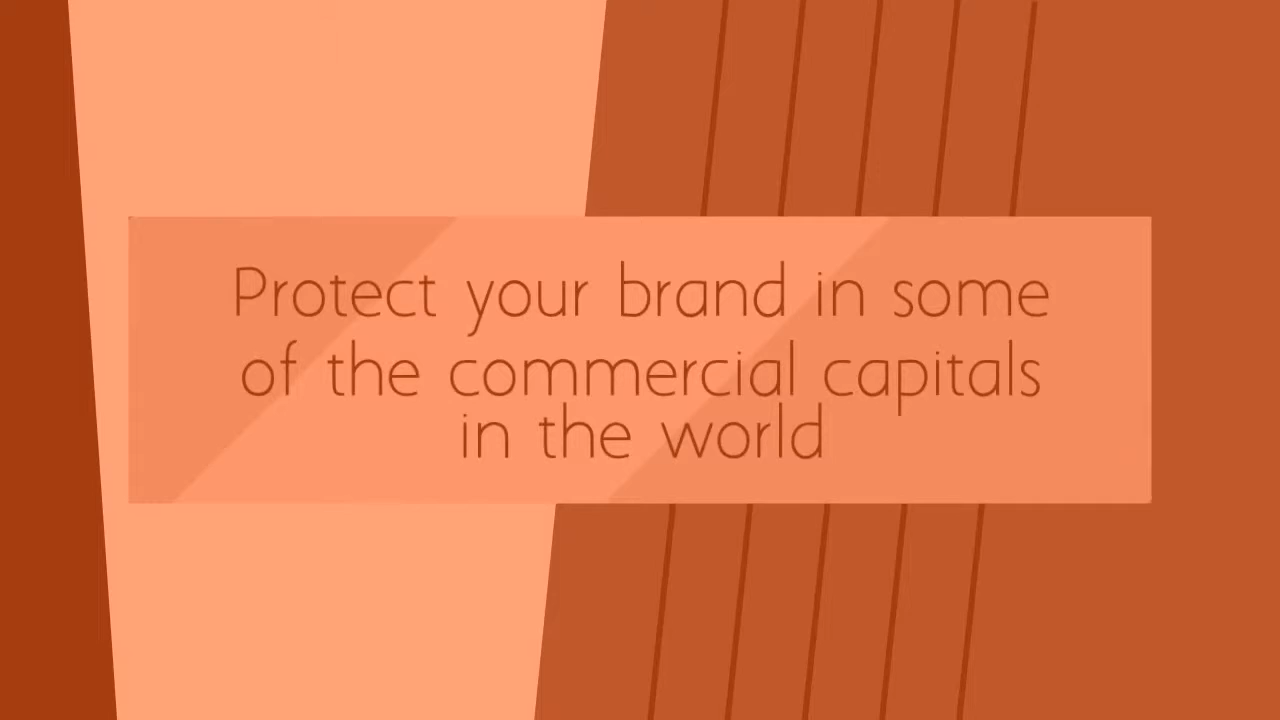 Protect your brand in some
of the commercial capitals
in the world